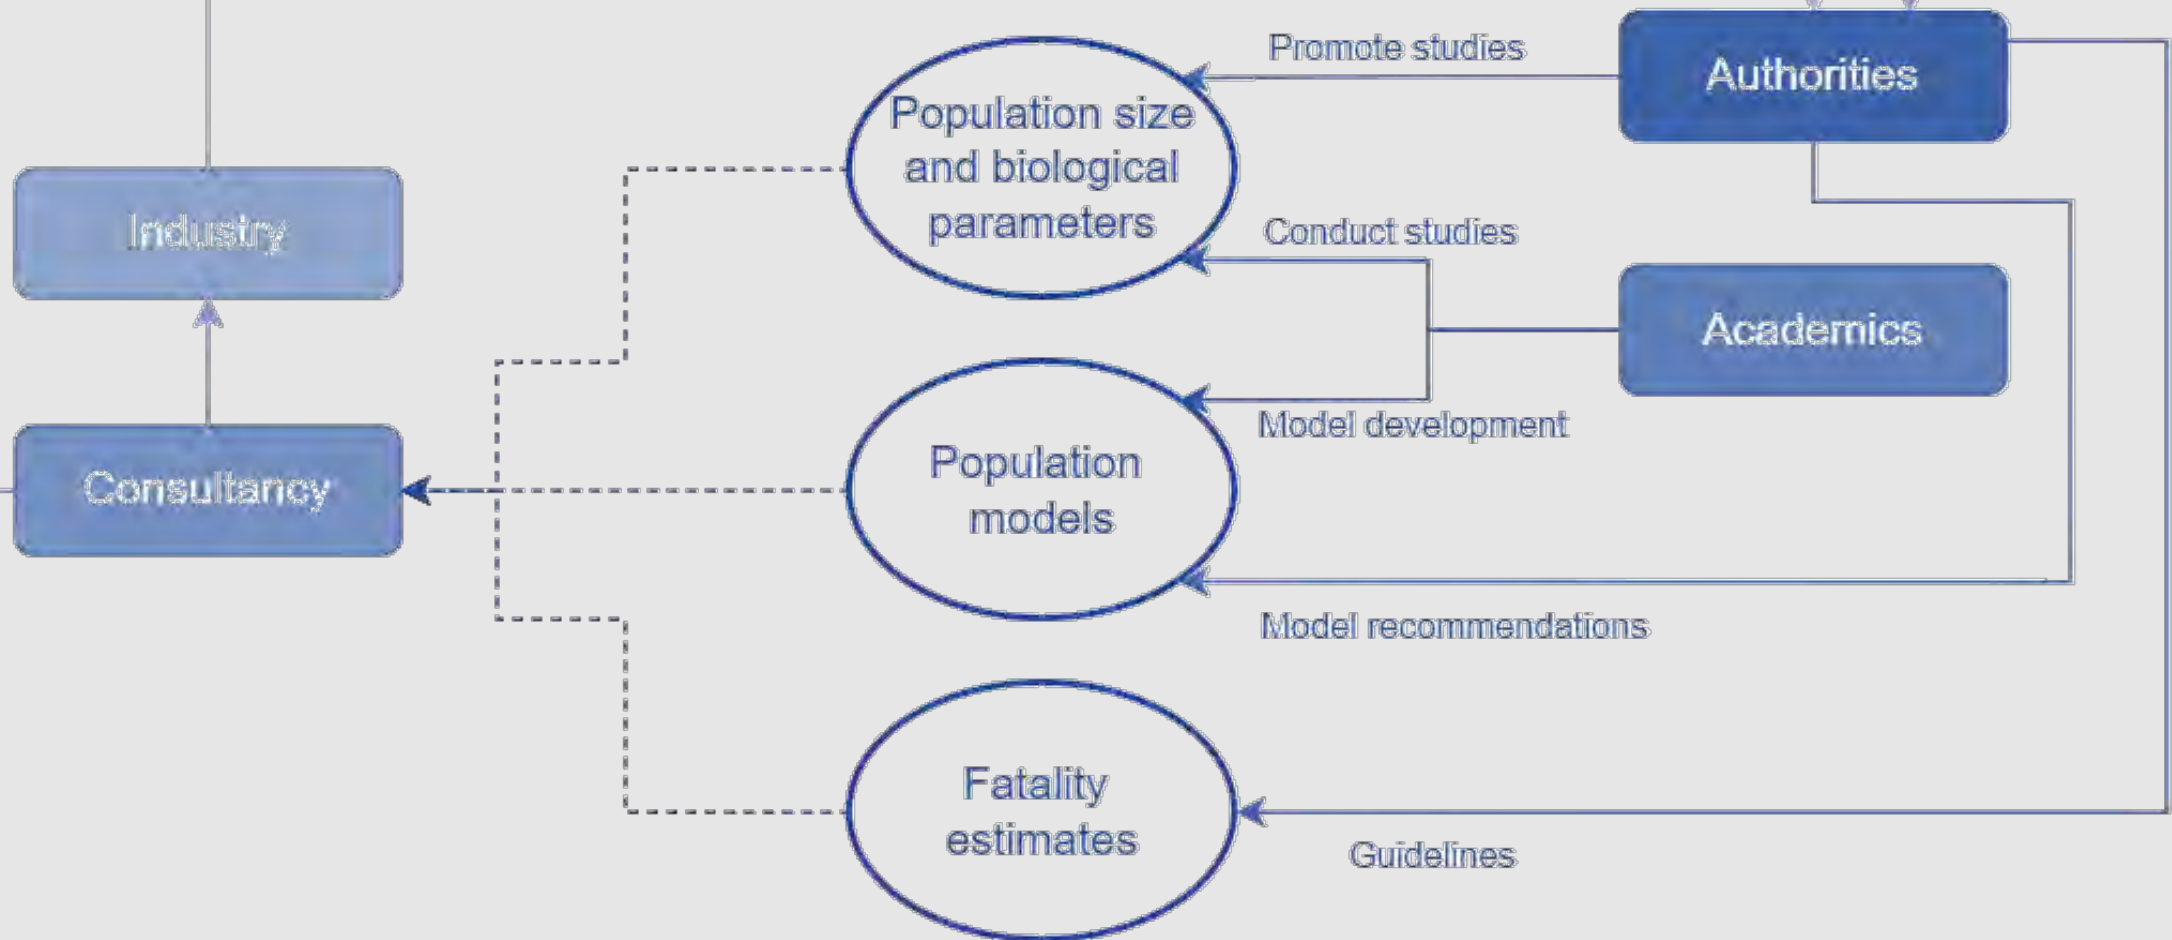 Promote studies
Authorities
Population size
and biological
parameters
Industry
Conduct studies
Academics
Model development
Population
models
Consultancy
Model recommendations
Fatality
estimates
Guidelines